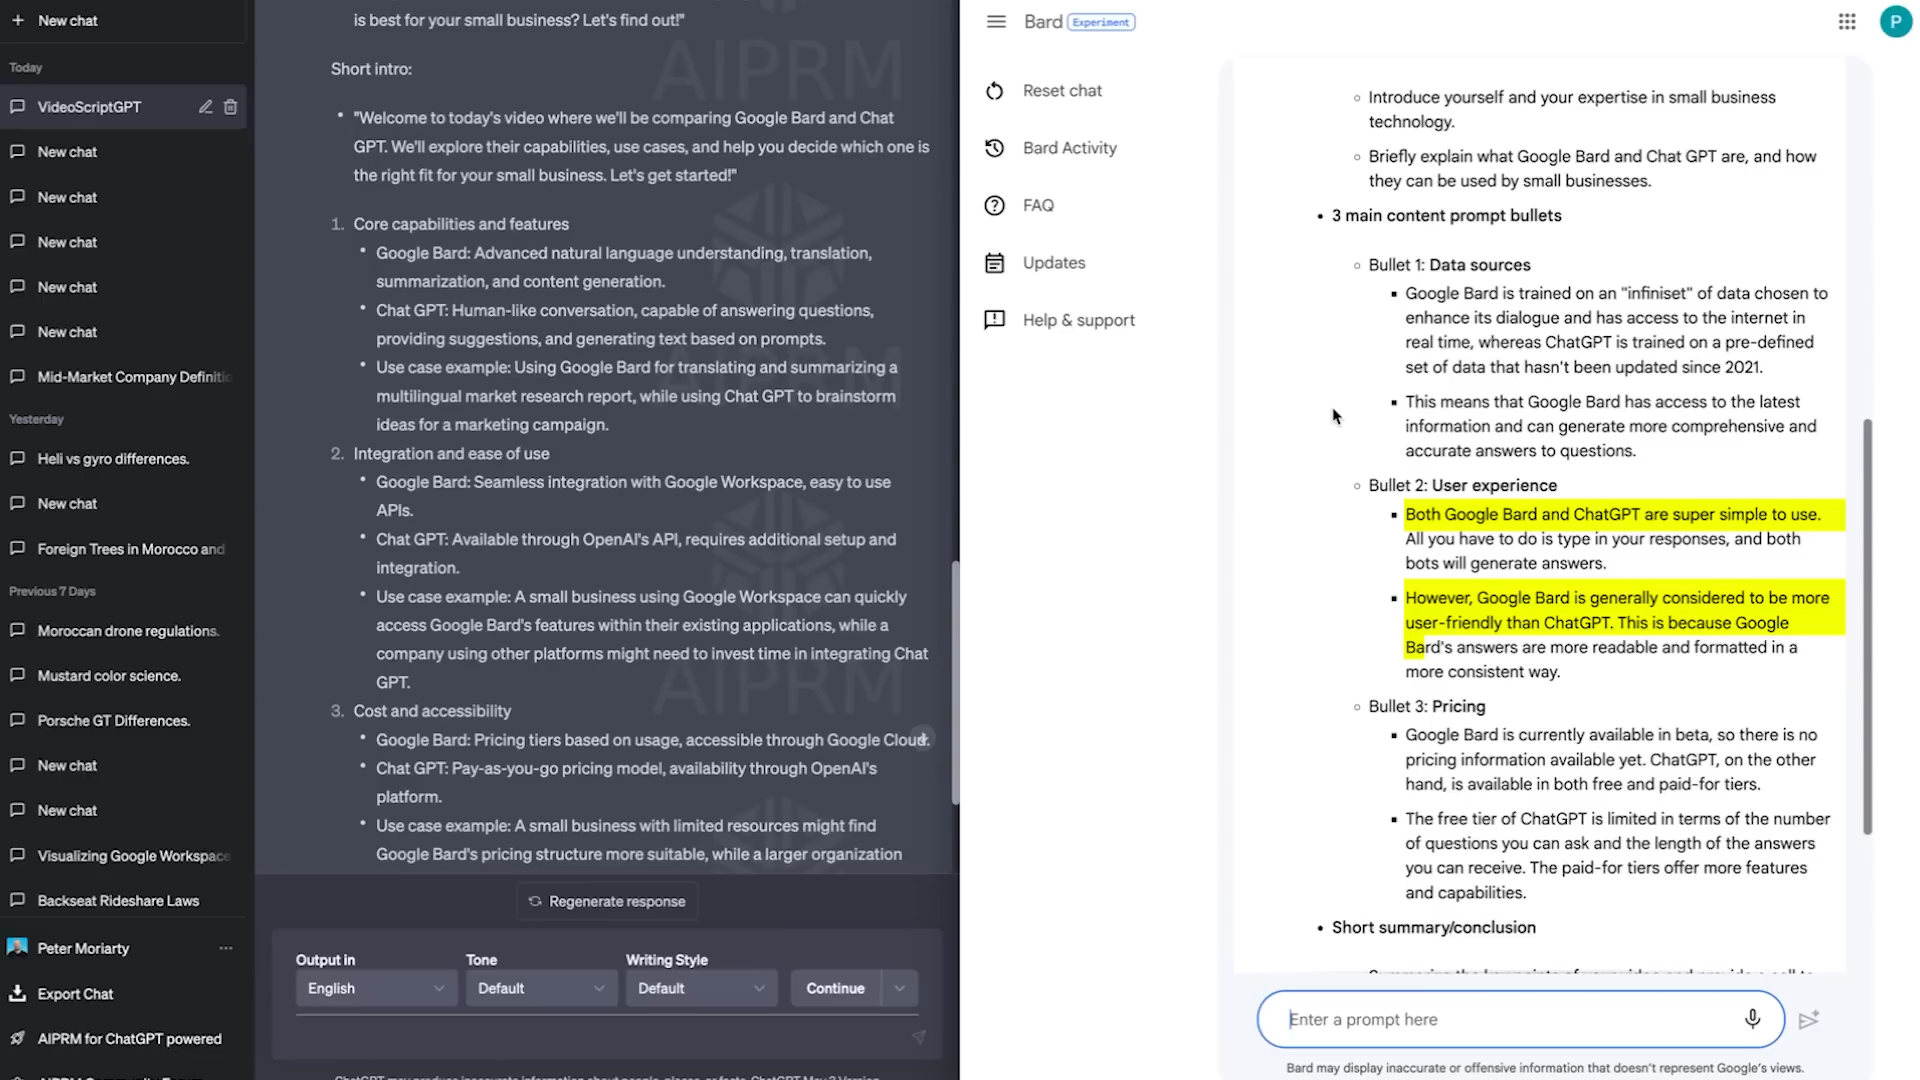 New chat
Today
VideoScriptGPT
New chat
New chat
New chat
New chat
New chat
Mid-Market Company Definitio
Yesterday
Heli vs gyro differences.
New chat
Foreign Trees in Morocco and
Previous 7 Days
Moroccan drone regulations.
Mustard color science.
Porsche GT Differences.
New chat
New chat
Visualizing Google Workspace
Backseat Rideshare Laws
Peter Moriarty
Export Chat
AIPRM for ChatGPT powered
is best for your small business? Let's find out!"
AIPRM
Short intro:
"Welcome to today's video where we'll be comparing Google Bard and Chat
GPT. We'll explore their capabilities, use cases, and help you decide which one is
the right fit for your small business. Let's get started!"
1. Core capabilities and features
Google Bard: Advanced natural language understanding, translation,
summarization, and content generation.
Chat GPT: Human-like conversation, capable of answering questions,
providing suggestions, and generating text based on prompts.
AIPRM
Use case example: Using Google Bard for translating and summarizing a
multilingual market research report, while using Chat GPT to brainstorm
ideas for a marketing campaign.
2. Integration and ease of use
Google Bard: Seamless integration with Google Workspace, easy to use
APIs.
Chat GPT: Available through OpenAI's API, requires additional setup and
integration.
Use case example: A small business using Google Workspace can quickly
access Google Bard's features within their existing applications, while a
company using other platforms might need to invest time in integrating Chat
GPT.
AIPRM
3. Cost and accessibility
Google Bard: Pricing tiers based on usage, accessible through Google Cloud.
Chat GPT: Pay-as-you-go pricing model, availability through OpenAI's
platform.
Use case example: A small business with limited resources might find
Google Bard's pricing structure more suitable, while a larger organization
Regenerate response
Output in
Tone
Writing Style
English
Default
Default
Continue
Bard Experiment
P
Reset chat
Bard Activity
FAQ
Updates
Help & support
Introduce yourself and your expertise in small business
technology.
Briefly explain what Google Bard and Chat GPT are, and how
they can be used by small businesses.
3 main content prompt bullets
Bullet 1: Data sources
Google Bard is trained on an "infiniset" of data chosen to
enhance its dialogue and has access to the internet in
real time, whereas ChatGPT is trained on a pre-defined
set of data that hasn't been updated since 2021.
This means that Google Bard has access to the latest
information and can generate more comprehensive and
accurate answers to questions.
Bullet 2: User experience
Both Google Bard and ChatGPT are super simple to use.
All you have to do is type in your responses, and both
bots will generate answers.
However, Google Bard is generally considered to be more
user-friendly than ChatGPT. This is because Google
Bard's answers are more readable and formatted in a
more consistent way.
Bullet 3: Pricing
Google Bard is currently available in beta, so there is no
pricing information available yet. ChatGPT, on the other
hand, is available in both free and paid-for tiers.
The free tier of ChatGPT is limited in terms of the number
of questions you can ask and the length of the answers
you can receive. The paid-for tiers offer more features
and capabilities.
Short summary/conclusion
Enter a prompt here
Bard may display inaccurate or offensive information that doesn't represent Google's views.